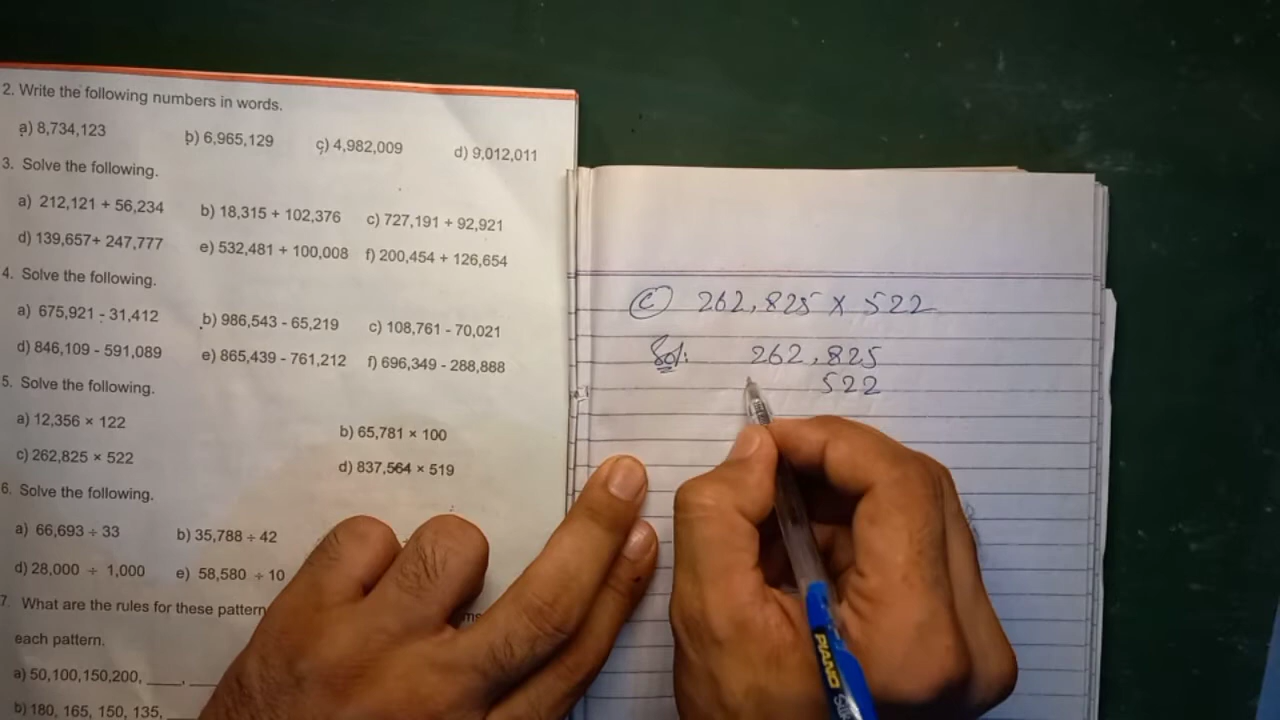 2. Write the following numbers in words.
a) 8,734,123 b) 6,965,129 c) 4,982,009 d) 9,012,011
3. Solve the following.
a) 212,121 + 56,234 b) 18,315 + 102,376 c) 727,191 + 92,921
d) 139,657+ 247,777 e) 532,481 + 100,008 f) 200,454 + 126,654
4. Solve the following.
a) 675,921 - 31,412 b) 986,543 - 65,219 c) 108,761 - 70,021
d) 846,109 - 591,089 e) 865,439 - 761,212 f) 696,349 - 288,888
5. Solve the following.
a) 12,356 × 122 b) 65,781 × 100
c) 262,825 × 522 d) 837,564 × 519
6. Solve the following.
a) 66,693 ÷ 33 b) 35,788 ÷ 42
d) 28,000 ÷ 1,000 e) 58,580 ÷ 10
7. What are the rules for these pattern
each pattern.
a) 50,100,150,200, ____, _
b) 180, 165, 150, 135, _
C 262,825 × 522
Sol: 262,825
522
PIANO